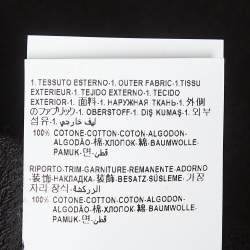 1. TESSUTO ESTERNO-1. OUTER FABRIC-1.TISSU
EXTERIEUR-1. TEJIDO EXTERNO-1. TECIDO
EXTERIOR-1. 面料-1. НАРУЖНАЯ ТКАНЬ-1. 外側
のファブリック-1. OBERSTOFF-1. DIŞ KUMAŞ-1. 외부
섬유-1. ليف خارجي
100% COTONE-COTTON-COTON-ALGODON-
ALGODÃO-棉-ХЛОПОК-綿-BAUMWOLLE-
PAMUK-면-قطن
RIPORTO-TRIM-GARNITURE-REMANENTE-ADORNO
-装饰-НАКЛАДКА-装飾-BESATZ-SÜSLEME-가장
자리 장식-الزركشة
100% COTONE-COTTON-COTON-ALGODON-
ALGODÃO-棉-ХЛОПОК-綿-BAUMWOLLE-
PAMUK-면-قطن